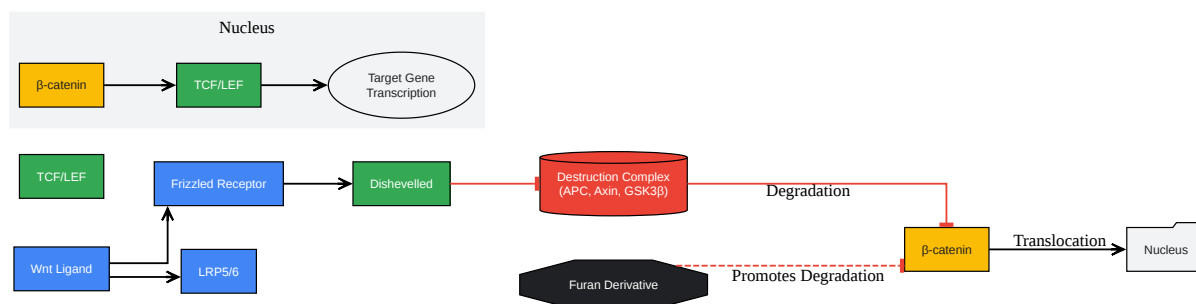 Nucleus
β-catenin
TCF/LEF
Target Gene
Transcription
TCF/LEF
Frizzled Receptor
Dishevelled
Destruction Complex
(APC, Axin, GSK3β)
Degradation
Wnt Ligand
LRP5/6
Furan Derivative
Promotes Degradation
β-catenin
Translocation
Nucleus